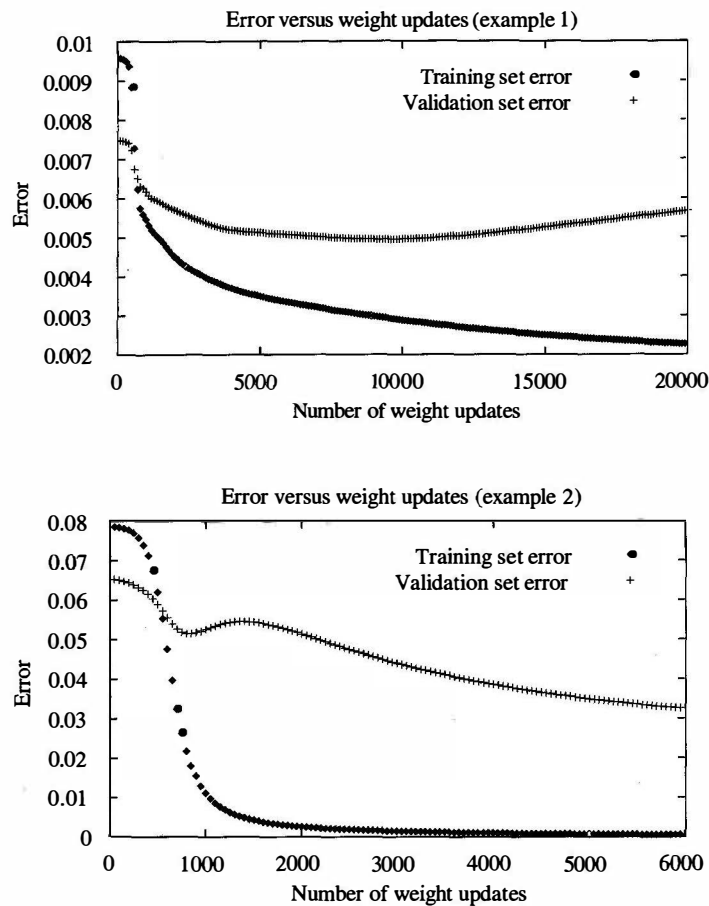 Error versus weight updates (example 1)
0.01
0.009
0.008
0.007
0.006
0.005
0.004
0.003
0.002
Error
Training set error
Validation set error
0 5000 10000 15000 20000
Number of weight updates
Error versus weight updates (example 2)
0.08
0.07
0.06
0.05
0.04
0.03
0.02
0.01
0
Error
Training set error
Validation set error
0 1000 2000 3000 4000 5000 6000
Number of weight updates